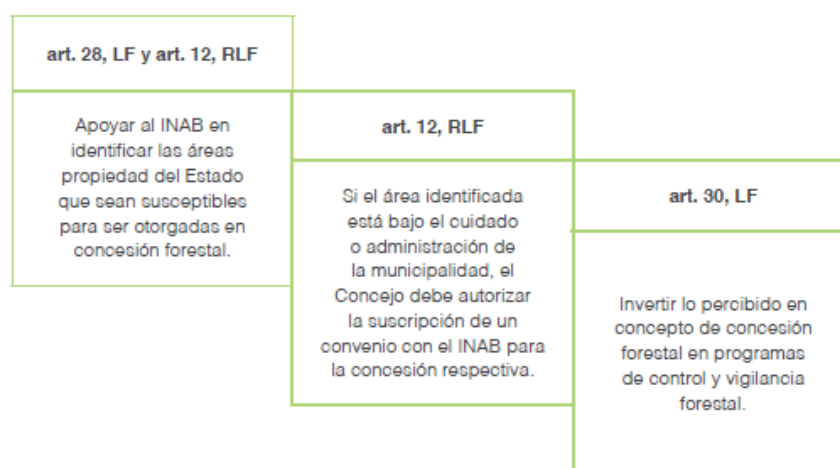 art. 28, LF y art. 12, RLF
Apoyar al INAB en
identificar las áreas
propiedad del Estado
que sean susceptibles
para ser otorgadas en
concesión forestal.
art. 12, RLF
Si el área identificada
está bajo el cuidado
o administración de
la municipalidad, el
Concejo debe autorizar
la suscripción de un
convenio con el INAB para
la concesión respectiva.
art. 30, LF
Invertir lo percibido en
concepto de concesión
forestal en programas
de control y vigilancia
forestal.